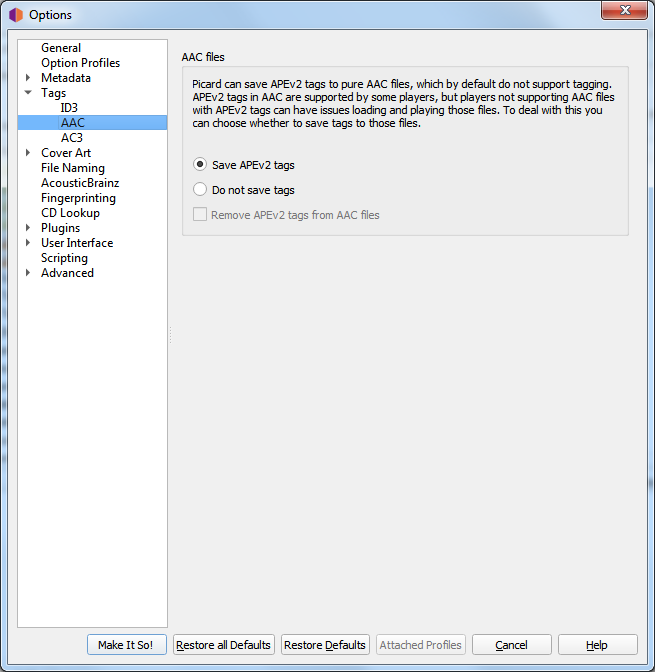 Options
General
Option Profiles
Metadata
Tags
ID3
AAC
AC3
Cover Art
File Naming
AcousticBrainz
Fingerprinting
CD Lookup
Plugins
User Interface
Scripting
Advanced
AAC files
Picard can save APEv2 tags to pure AAC files, which by default do not support tagging.
APEv2 tags in AAC are supported by some players, but players not supporting AAC files
with APEv2 tags can have issues loading and playing those files. To deal with this you
can choose whether to save tags to those files.
Save APEv2 tags
Do not save tags
Remove APEv2 tags from AAC files
Make It So!
Restore all Defaults
Restore Defaults
Attached Profiles
Cancel
Help